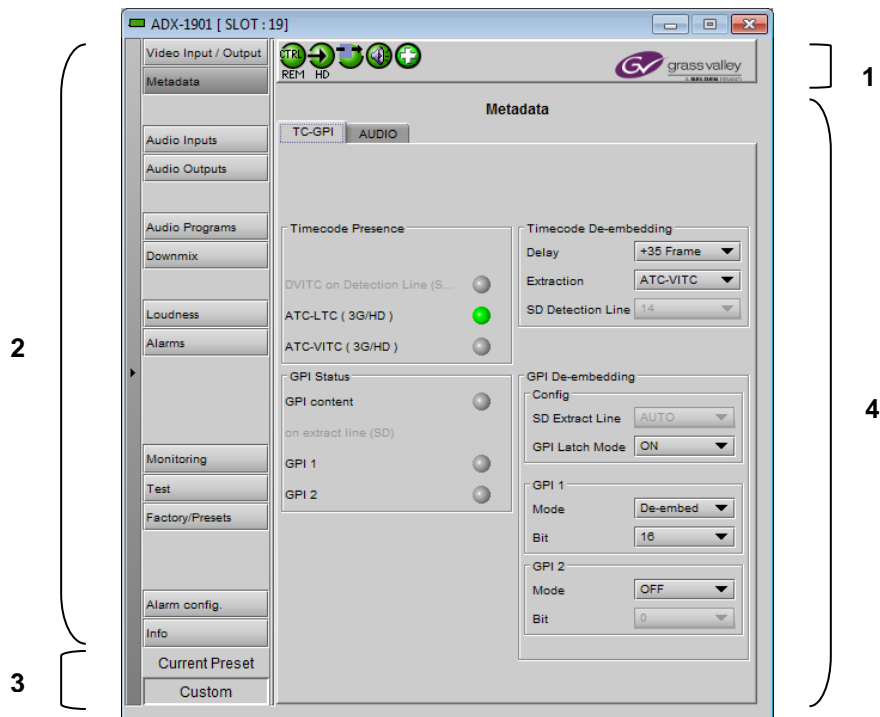 ADX-1901 [ SLOT : 19]
Video Input / Output
Metadata
Audio Inputs
Audio Outputs
Audio Programs
Downmix
Loudness
Alarms
Monitoring
Test
Factory/Presets
Alarm config.
Info
Current Preset
Custom
CTRL
REM HD
GV grass valley
A BELDEN BRAND
Metadata
TC-GPI AUDIO
Timecode Presence
DVITC on Detection Line (S...
ATC-LTC ( 3G/HD )
ATC-VITC ( 3G/HD )
GPI Status
GPI content
on extract line (SD)
GPI 1
GPI 2
Timecode De-embedding
Delay +35 Frame
Extraction ATC-VITC
SD Detection Line 14
GPI De-embedding
Config
SD Extract Line AUTO
GPI Latch Mode ON
GPI 1
Mode De-embed
Bit 16
GPI 2
Mode OFF
Bit 0
1
2
3
4